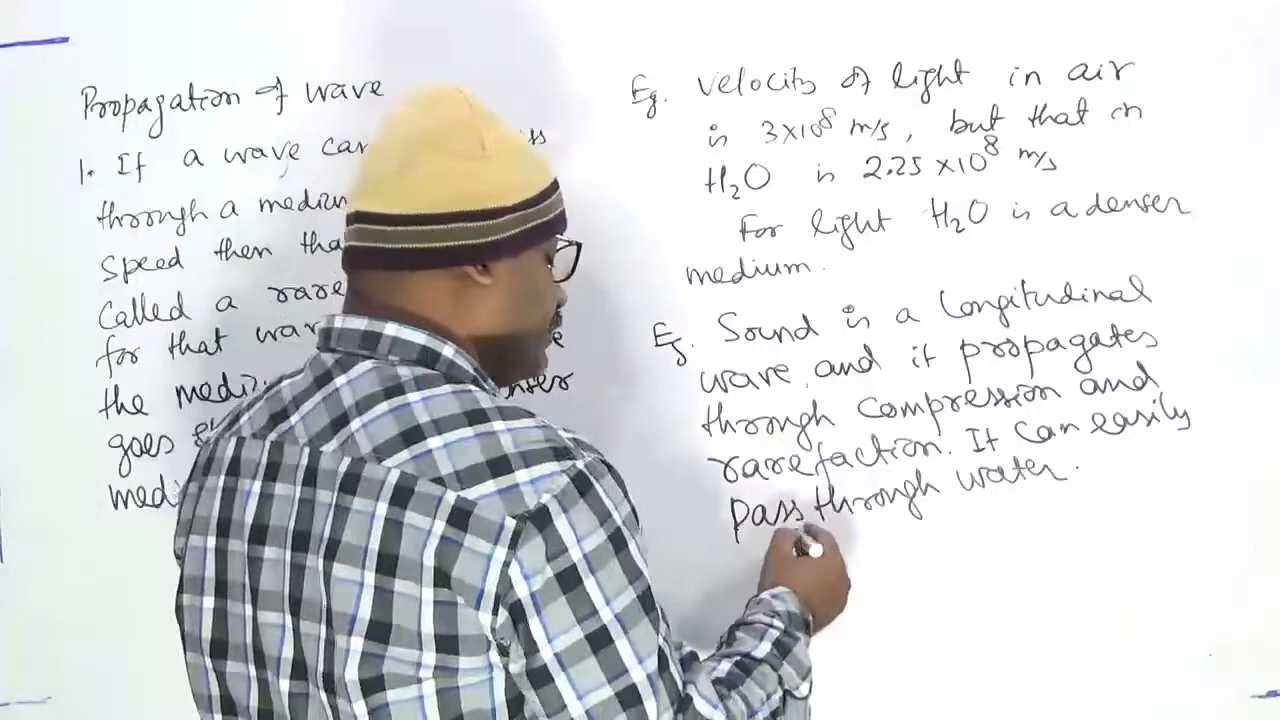 Propagation of wave
1. If a wave can
through a medium
speed then tha
called a rare
for that wav
the medi
goes
medi
Eg. Velocity of light in air
is 3×10⁸ m/s, but that in
H₂O is 2.25 ×10⁸ m/s
For light H₂O is a denser
medium.
Eg. Sound is a longitudinal
wave, and it propagates
through compression and
rarefaction. It can easily
pass through water.